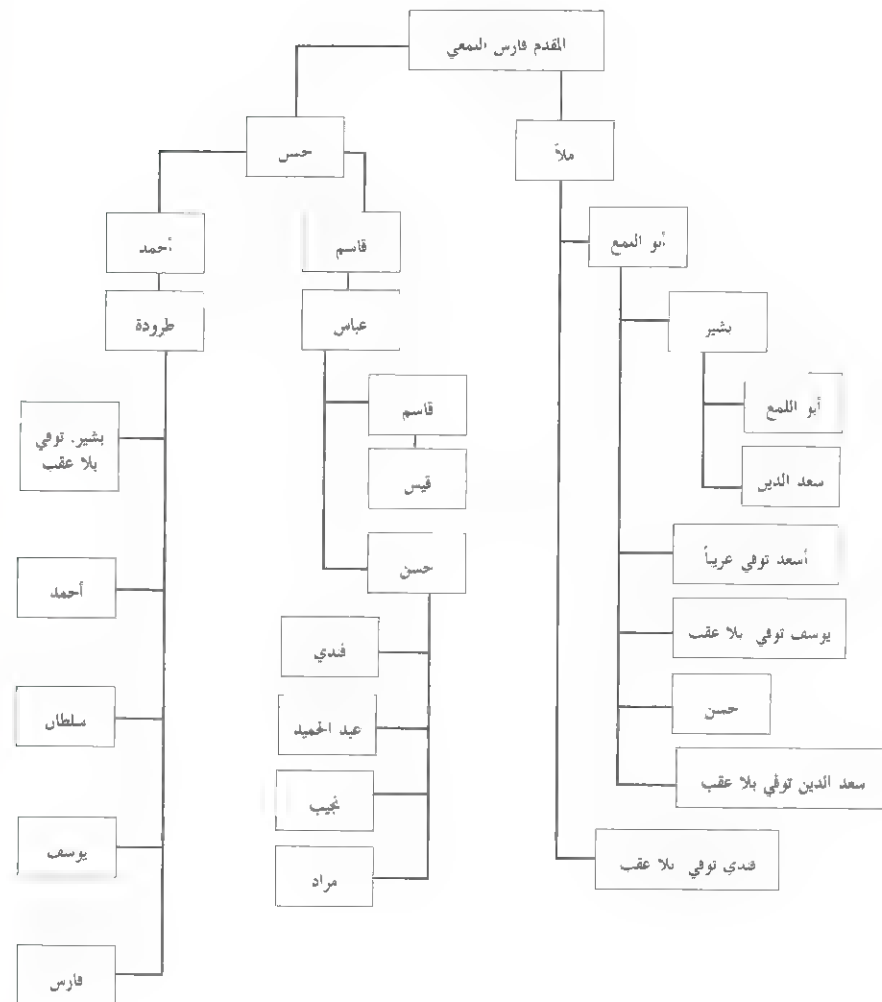 المقدم فارس اللمعي
حسن
ملاّ
أحمد
قاسم
أبو اللمع
طرودة
عباس
بشير
بشير. توفي
بلا عقب
قاسم
أبو اللمع
قيس
سعد الدين
أحمد
حسن
أسعد توفي عزباً
فندي
يوسف توفي بلا عقب
سلطان
عبد الحميد
حسن
نجيب
سعد الدين توفي بلا عقب
يوسف
مراد
فندي توفي بلا عقب
فارس